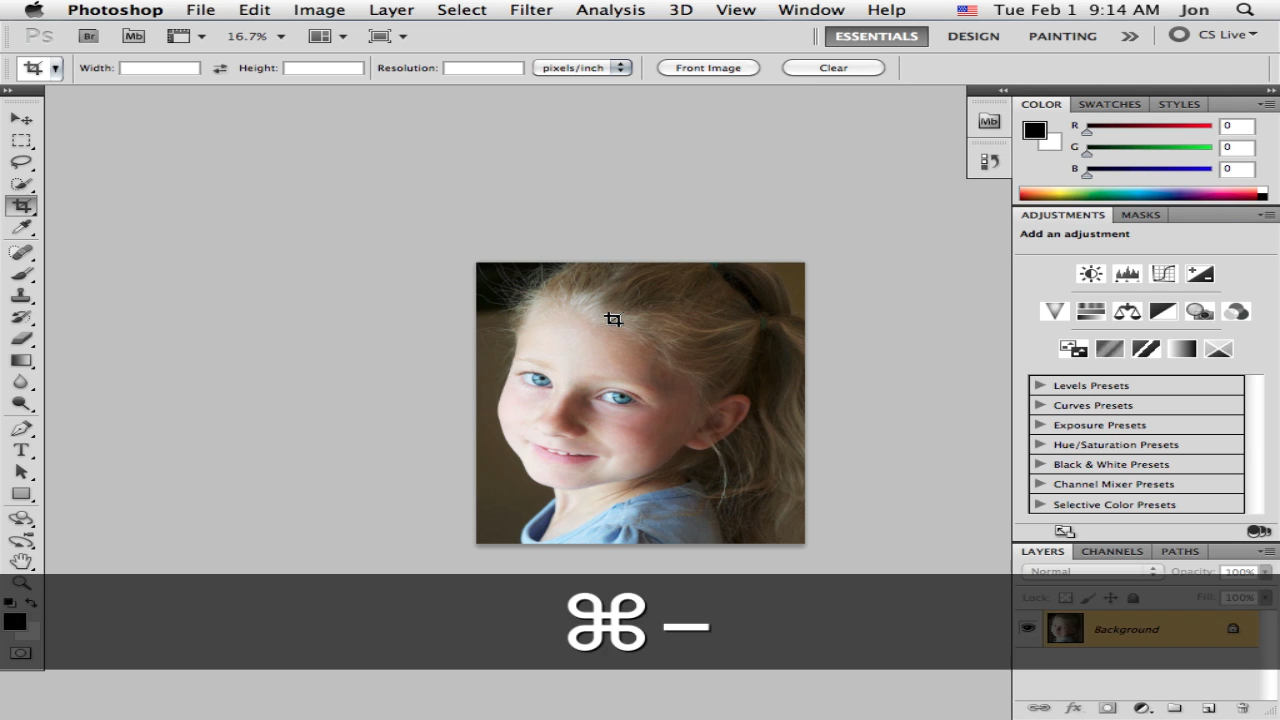 Photoshop File Edit Image Layer Select Filter Analysis 3D View Window Help Tue Feb 1 9:14 AM Jon
Ps Br Mb 16.7% ESSENTIALS DESIGN PAINTING CS Live
Width: Height: Resolution: pixels/inch Front Image Clear
COLOR SWATCHES STYLES
Mb
R 0
G 0
B 0
ADJUSTMENTS MASKS
Add an adjustment
Levels Presets
Curves Presets
Exposure Presets
Hue/Saturation Presets
Black & White Presets
Channel Mixer Presets
Selective Color Presets
T
LAYERS CHANNELS PATHS
Normal Opacity: 100%
Lock: Fill: 100%
⌘ –
Background
fx